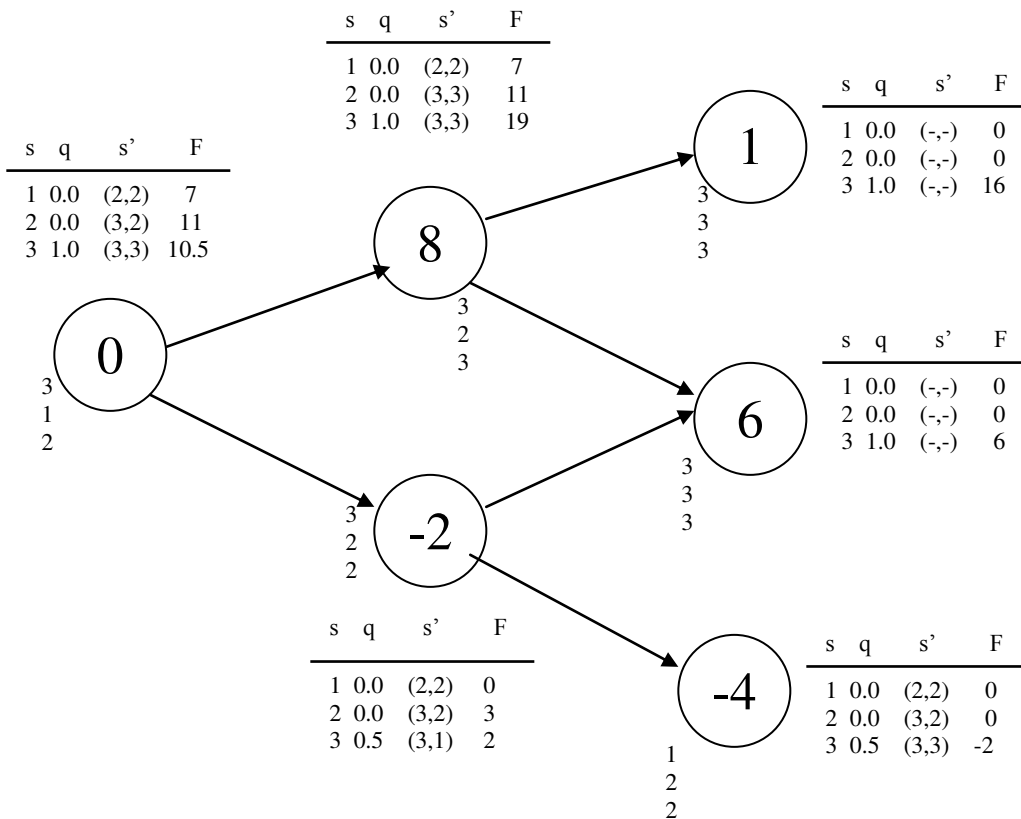 s q s’ F
1 0.0 (2,2) 7
2 0.0 (3,3) 11
3 1.0 (3,3) 19
s q s’ F
1 0.0 (-,-) 0
2 0.0 (-,-) 0
3 1.0 (-,-) 16
1
3
3
3
s q s’ F
1 0.0 (2,2) 7
2 0.0 (3,2) 11
3 1.0 (3,3) 10.5
8
3
2
3
0
3
1
2
s q s’ F
1 0.0 (-,-) 0
2 0.0 (-,-) 0
3 1.0 (-,-) 6
6
3
3
3
-2
3
2
2
s q s’ F
1 0.0 (2,2) 0
2 0.0 (3,2) 3
3 0.5 (3,1) 2
-4
1
2
2
s q s’ F
1 0.0 (2,2) 0
2 0.0 (3,2) 0
3 0.5 (3,3) -2